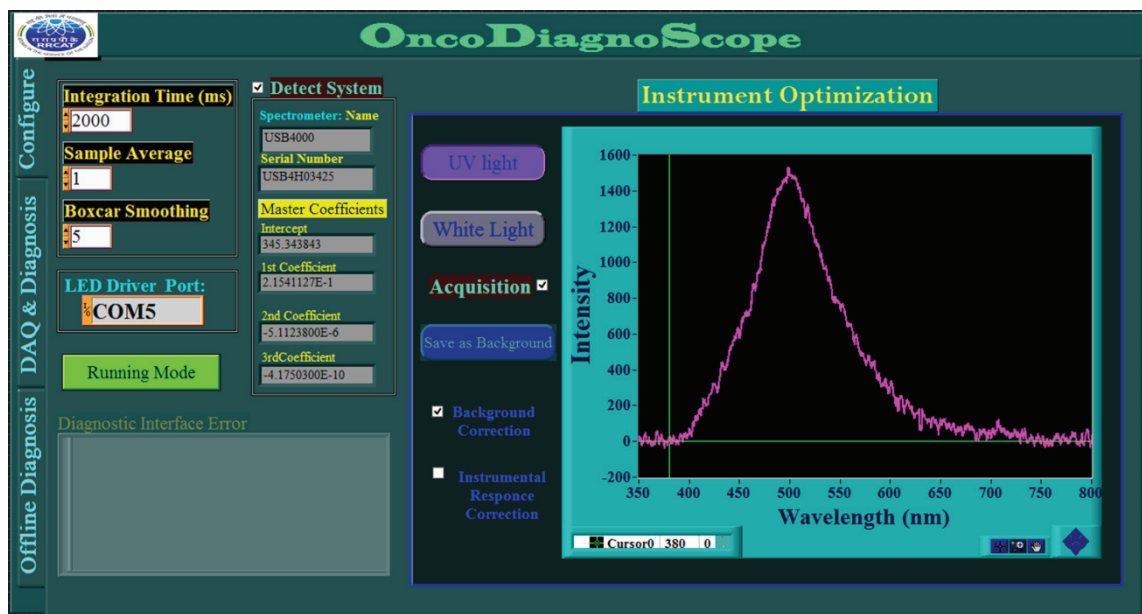 RRCAT
OncoDiagnoScope
Configure
DAQ & Diagnosis
Offline Diagnosis
Integration Time (ms)
2000
Sample Average
1
Boxcar Smoothing
5
LED Driver Port:
COM5
Running Mode
Diagnostic Interface Error
Detect System
Spectrometer: Name
USB4000
Serial Number
USB4H03425
Master Coefficients
Intercept
345.343843
1st Coefficient
2.1541127E-1
2nd Coefficient
-5.1123800E-6
3rdCoefficient
-4.1750300E-10
Instrument Optimization
UV light
White Light
Acquisition
Save as Background
Background
Correction
Instrumental
Responce
Correction
Intensity
1600
1400
1200
1000
800
600
400
200
0
-200
350 400 450 500 550 600 650 700 750 800
Wavelength (nm)
Cursor0 380 0